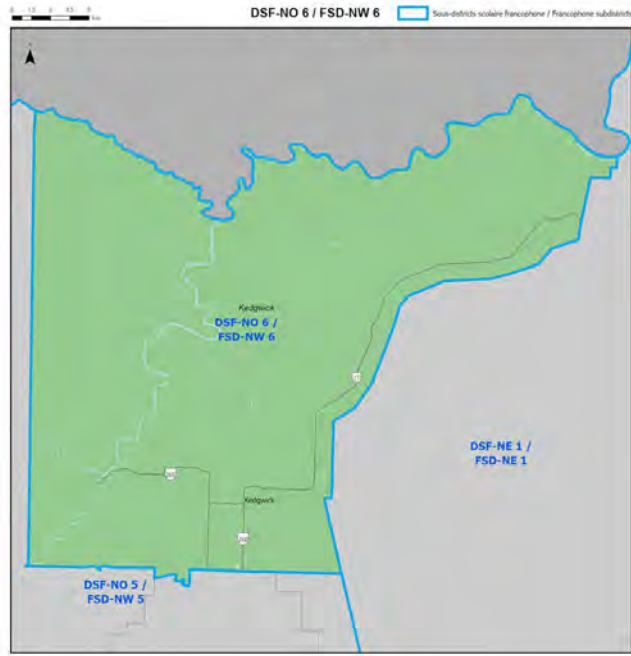 DSF-NO 6 / FSD-NW 6
Sous-districts scolaire francophone / Francophone subdistricts
Kedgwick
DSF-NO 6 /
FSD-NW 6
DSF-NE 1 /
FSD-NE 1
Kedgwick
DSF-NO 5 /
FSD-NW 5